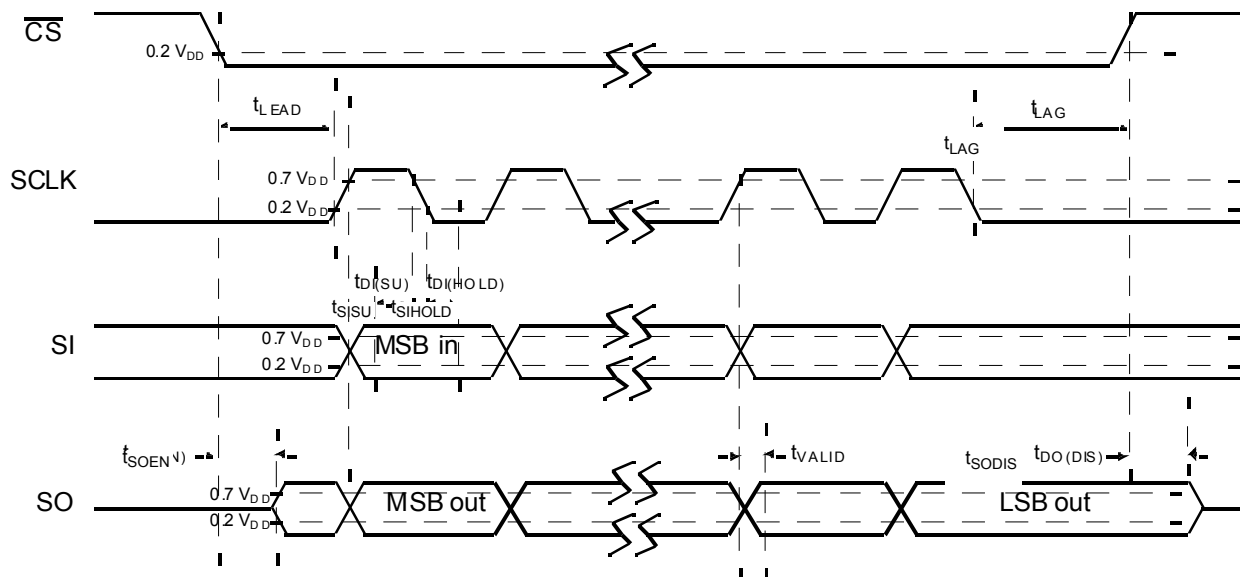 CS
0.2 VDD
tLEAD
tLAG
tLAG
SCLK
0.7 VDD
0.2 VDD
tDI(SU) tDI(HOLD)
tSISU tSIHOLD
SI
0.7 VDD
0.2 VDD
MSB in
tSOEN
tVALID
tSODIS
tDO(DIS)
SO
0.7 VDD
0.2 VDD
MSB out
LSB out